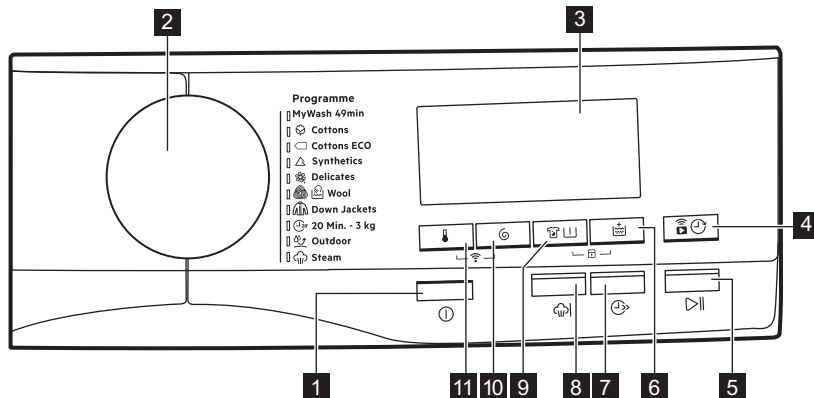 2
3
Programme
MyWash 49min
Cottons
Cottons ECO
Synthetics
Delicates
Wool
Down Jackets
20 Min. - 3 kg
Outdoor
Steam
4
1
11
10
9
8
7
6
5